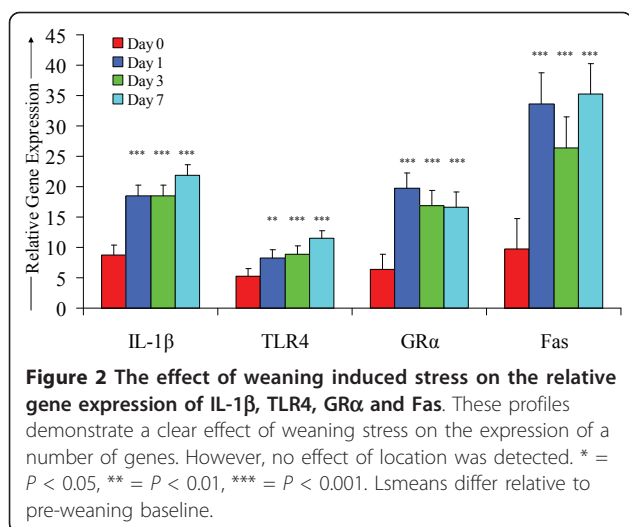 45
40
35
30
25
20
15
10
5
0
Relative Gene Expression
Day 0
Day 1
Day 3
Day 7
*** *** ***
** *** ***
*** *** ***
*** *** ***
IL-1β TLR4 GRα Fas
Figure 2 The effect of weaning induced stress on the relative
gene expression of IL-1β, TLR4, GRα and Fas. These profiles
demonstrate a clear effect of weaning stress on the expression of a
number of genes. However, no effect of location was detected. * =
P < 0.05, ** = P < 0.01, *** = P < 0.001. Lsmeans differ relative to
pre-weaning baseline.